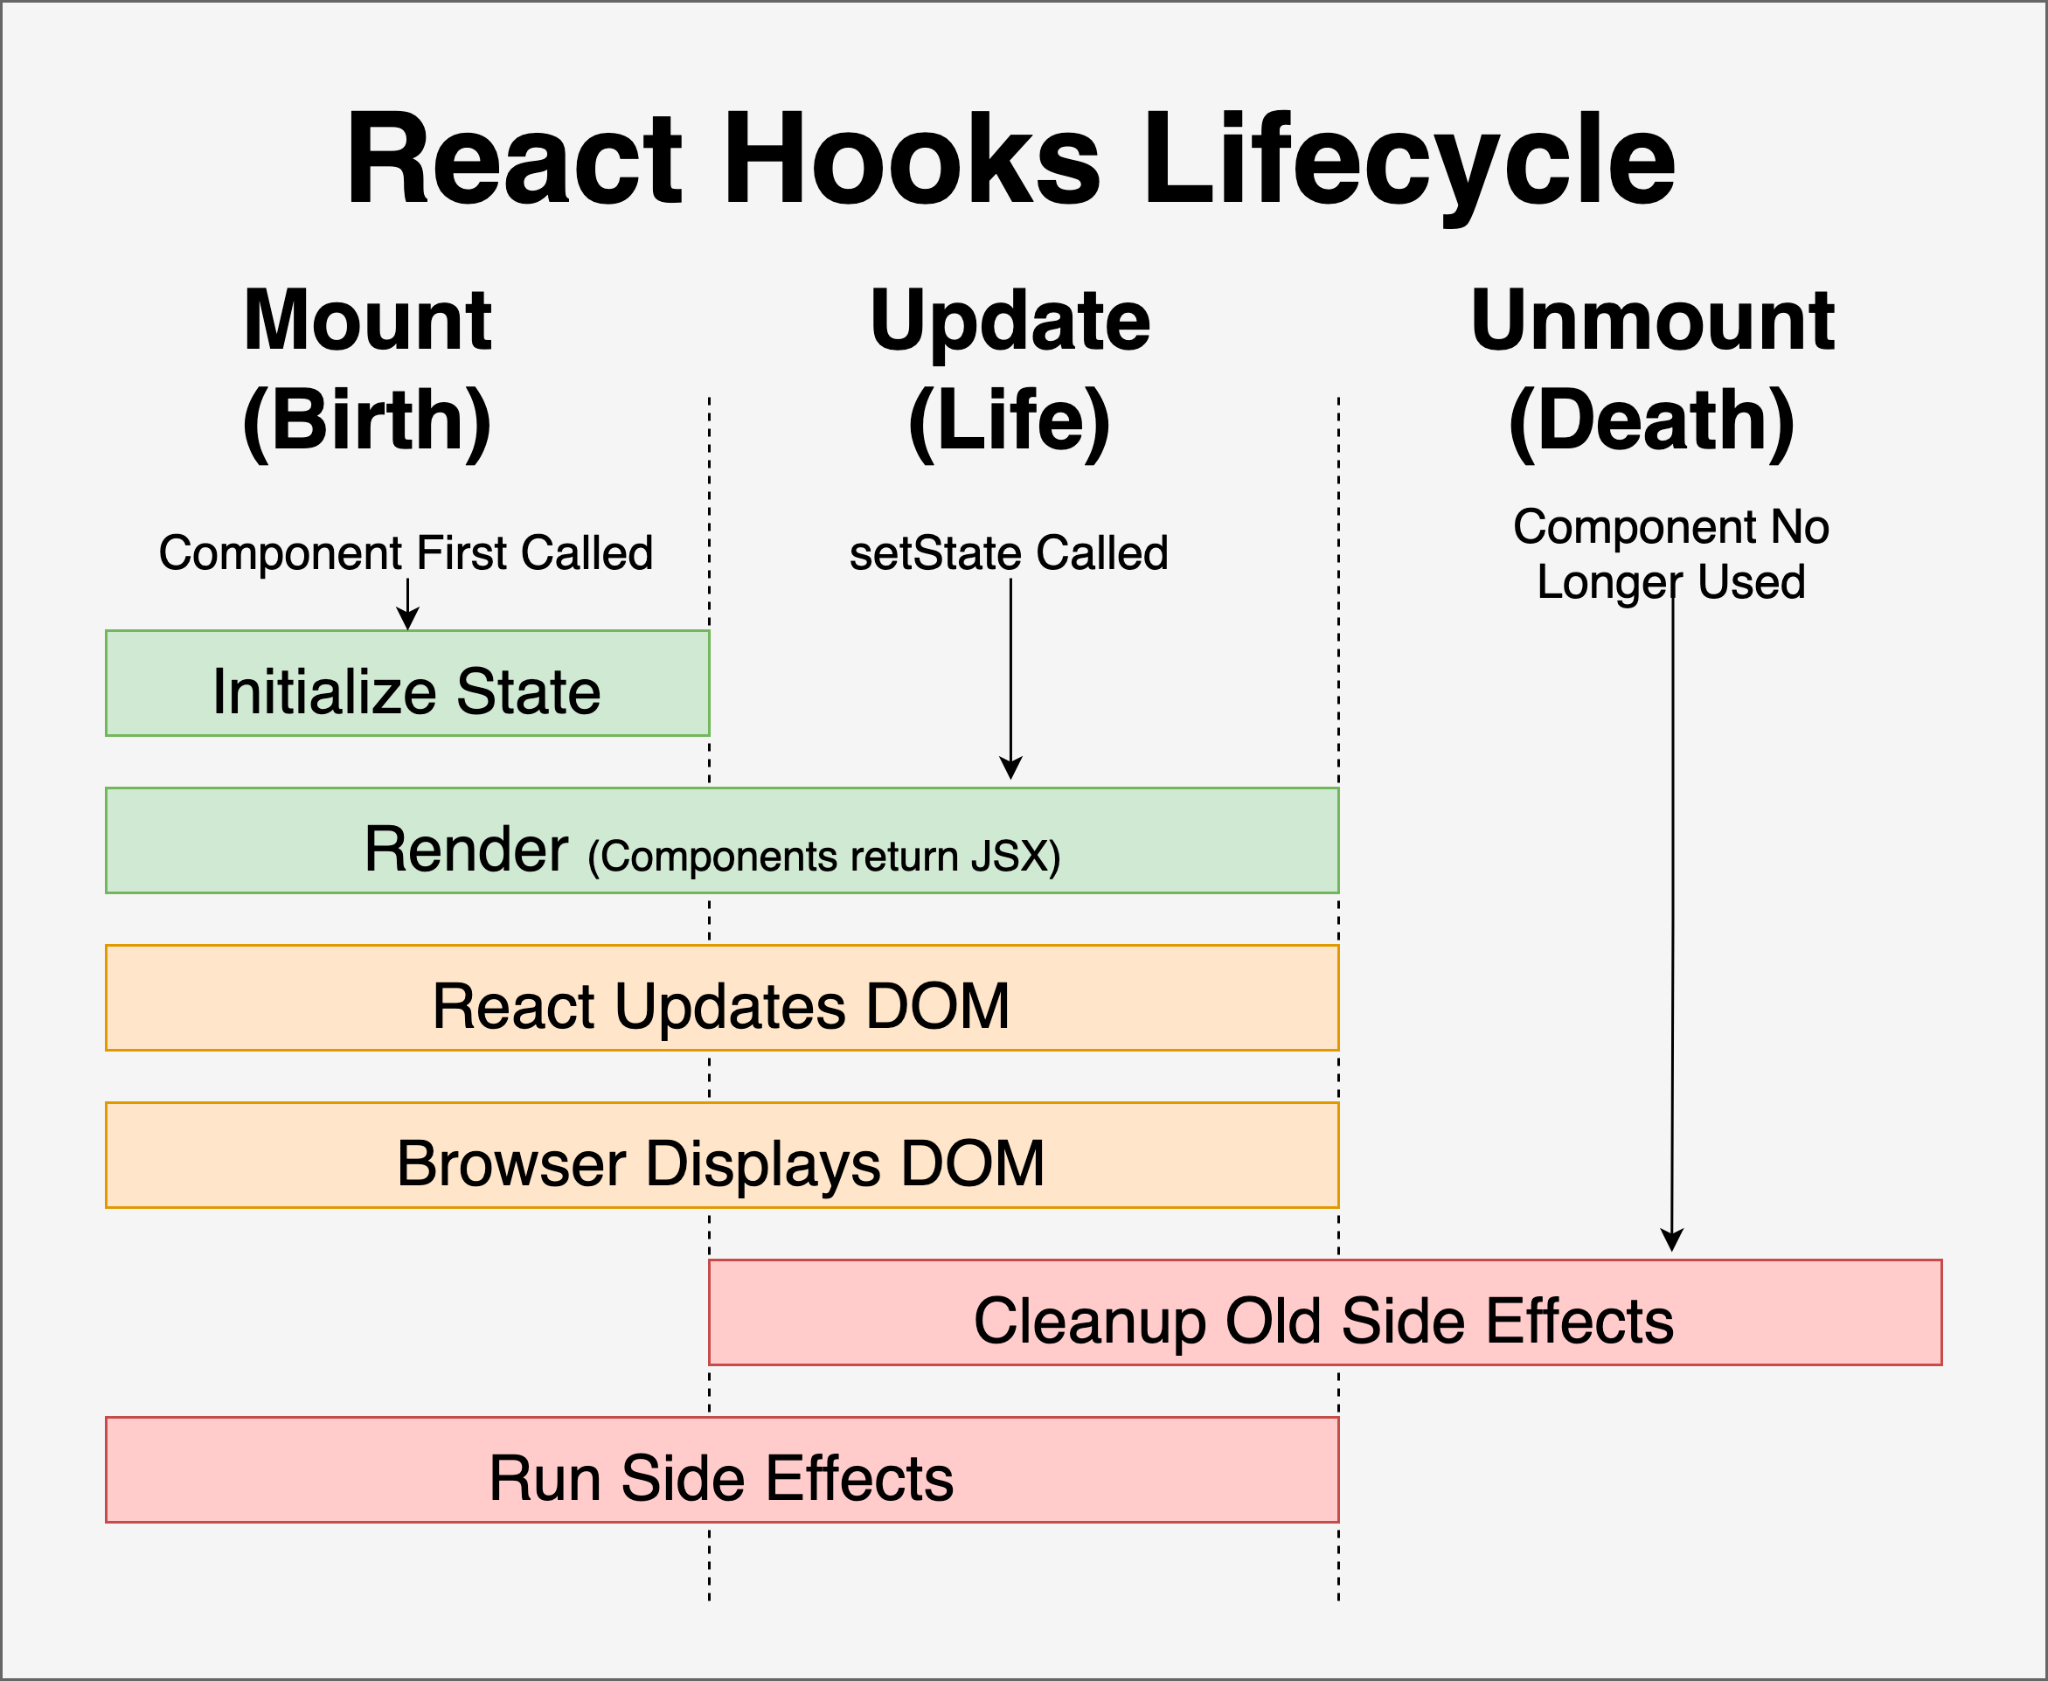 React Hooks Lifecycle
Mount
(Birth)
Update
(Life)
Unmount
(Death)
Component First Called
setState Called
Component No
Longer Used
Initialize State
Render (Components return JSX)
React Updates DOM
Browser Displays DOM
Cleanup Old Side Effects
Run Side Effects